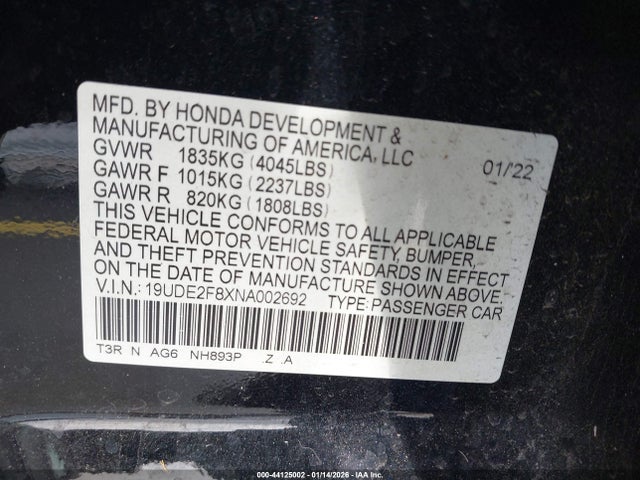 MFD. BY HONDA DEVELOPMENT &
MANUFACTURING OF AMERICA, LLC
GVWR 1835KG (4045LBS) 01/'22
GAWR F 1015KG (2237LBS)
GAWR R 820KG (1808LBS)
THIS VEHICLE CONFORMS TO ALL APPLICABLE
FEDERAL MOTOR VEHICLE SAFETY, BUMPER,
AND THEFT PREVENTION STANDARDS IN EFFECT
ON THE DATE OF MANUFACTURE SHOWN ABOVE.
V.I.N.: 19UDE2F8XNA002692 TYPE: PASSENGER CAR
T3R N AG6 NH893P .Z .A
000-44125002 - 01/14/2026 - IAA Inc.